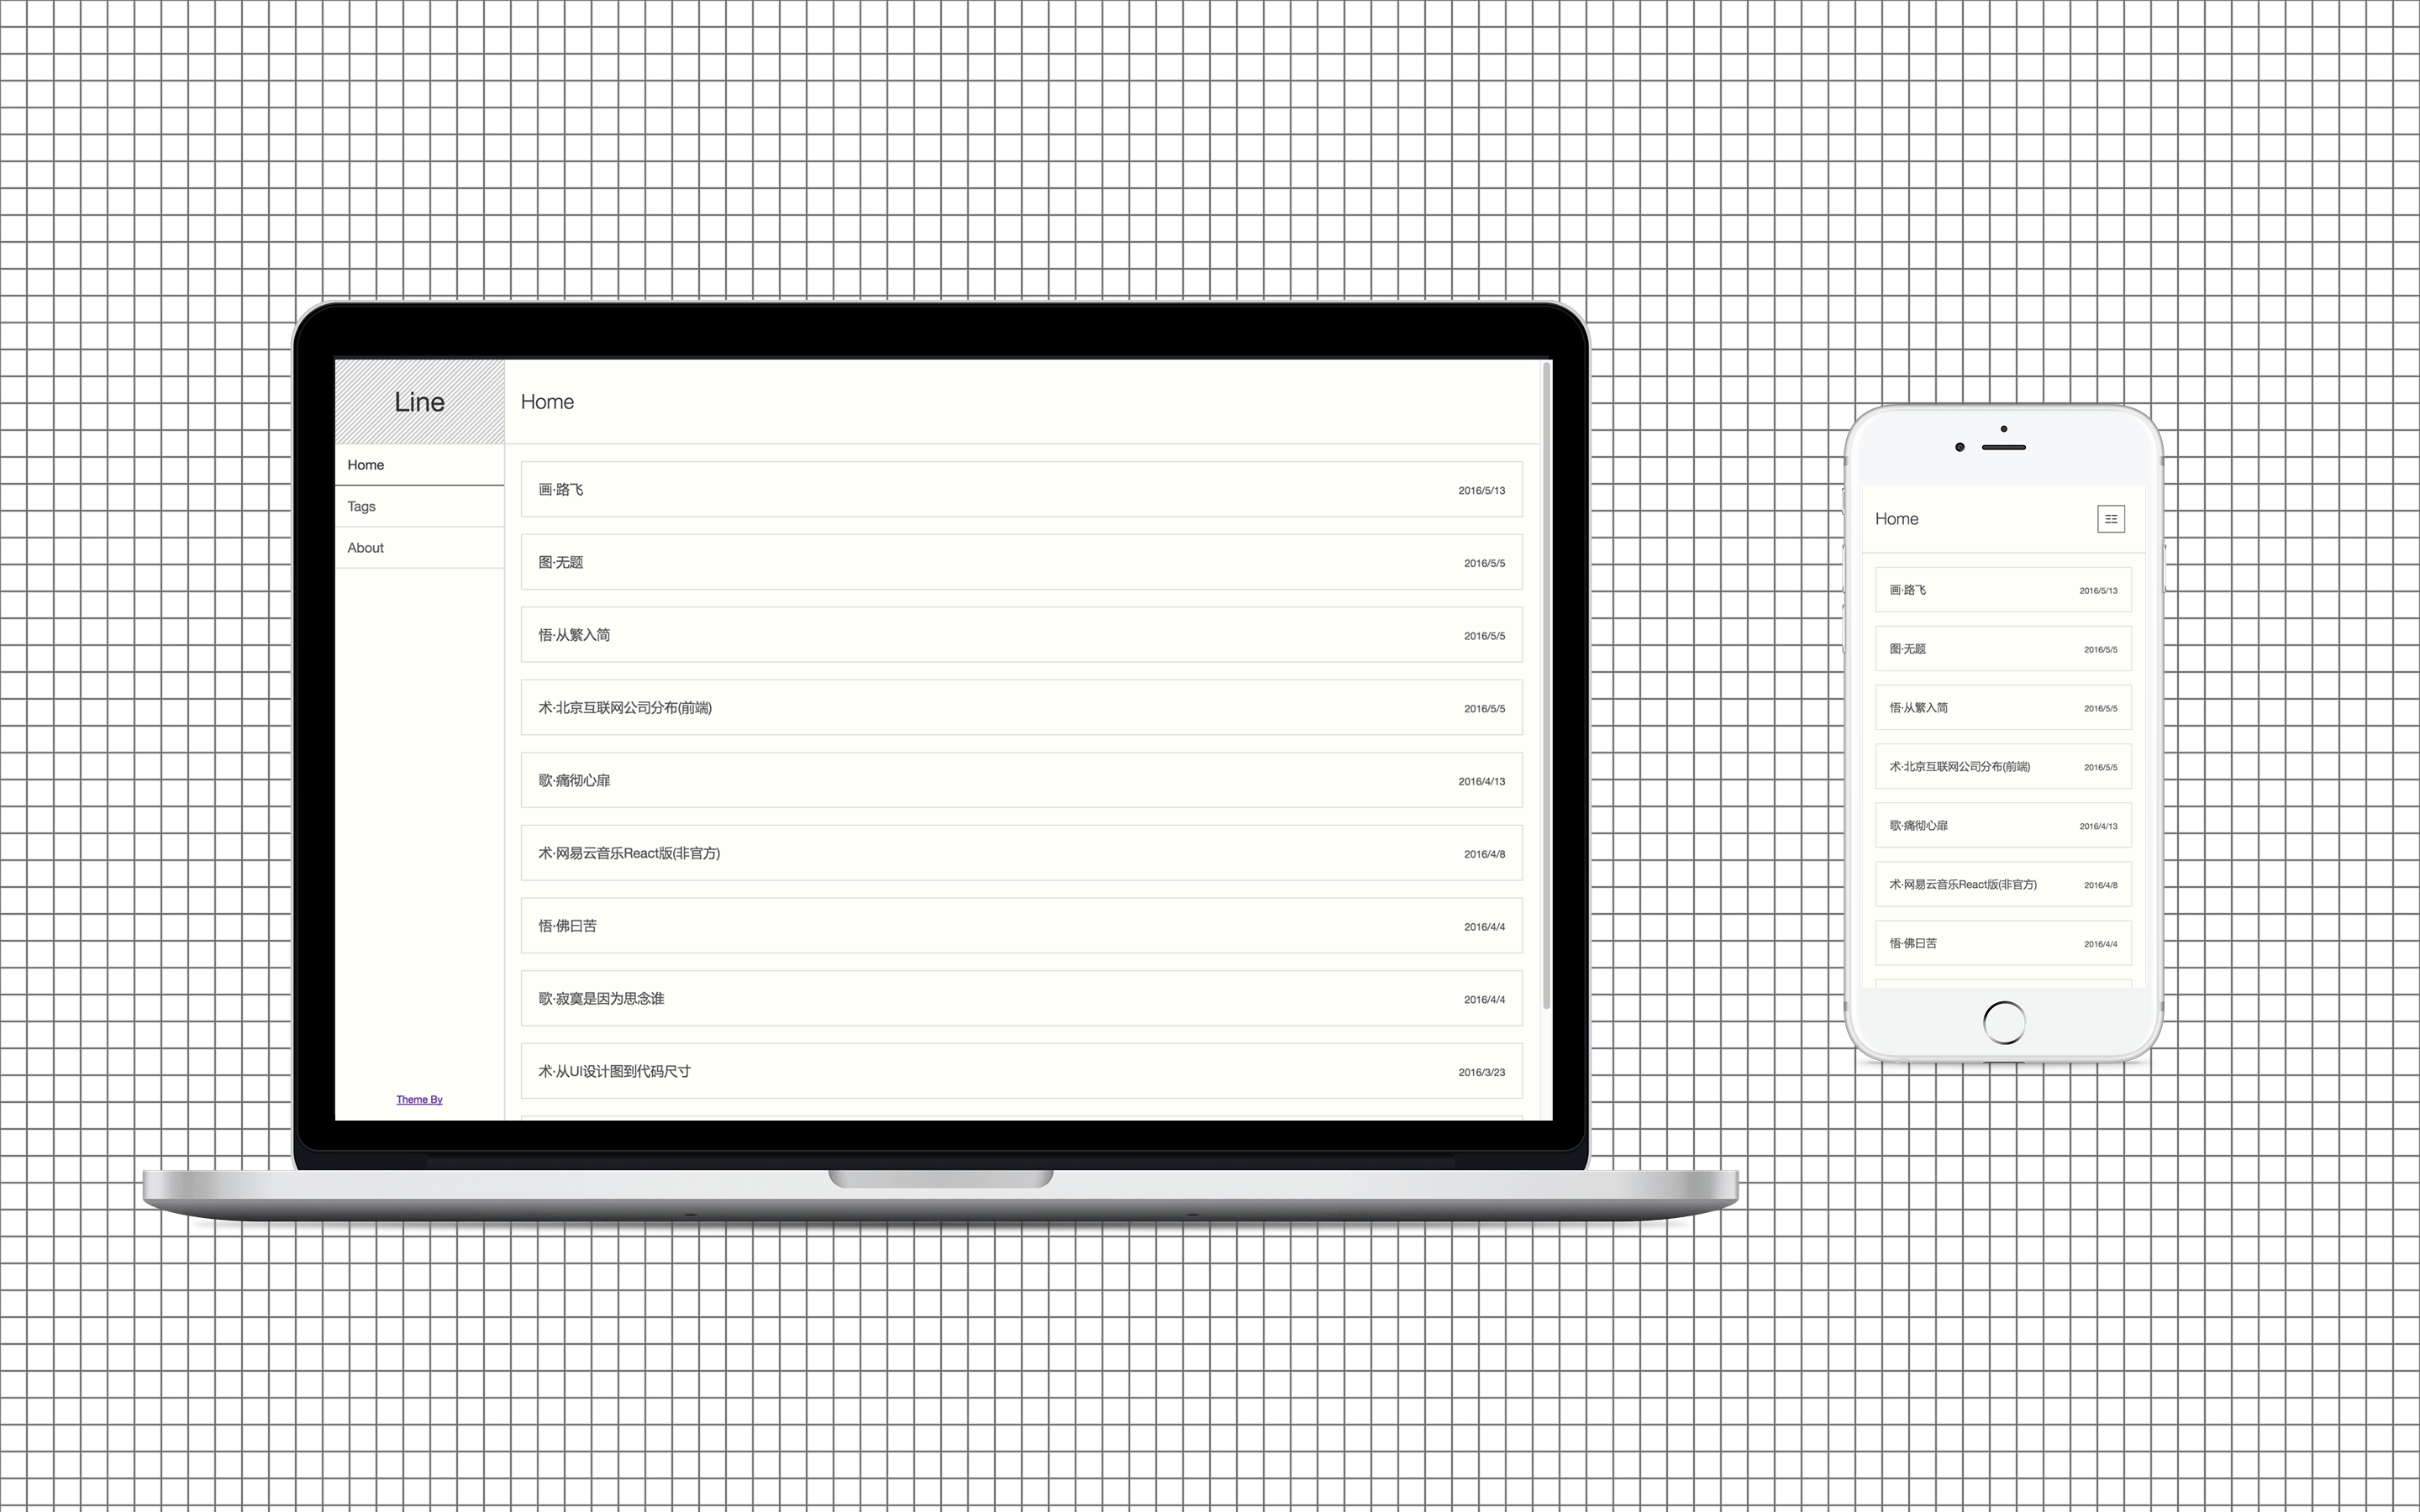 Line
Home
Home
Tags
About
Theme By
画·路飞 2016/5/13
图·无题 2016/5/5
悟·从繁入简 2016/5/5
术·北京互联网公司分布(前端) 2016/5/5
歌·痛彻心扉 2016/4/13
术·网易云音乐React版(非官方) 2016/4/8
悟·佛曰苦 2016/4/4
歌·寂寞是因为思念谁 2016/4/4
术·从UI设计图到代码尺寸 2016/3/23
Home
画·路飞 2016/5/13
图·无题 2016/5/5
悟·从繁入简 2016/5/5
术·北京互联网公司分布(前端) 2016/5/5
歌·痛彻心扉 2016/4/13
术·网易云音乐React版(非官方) 2016/4/8
悟·佛曰苦 2016/4/4